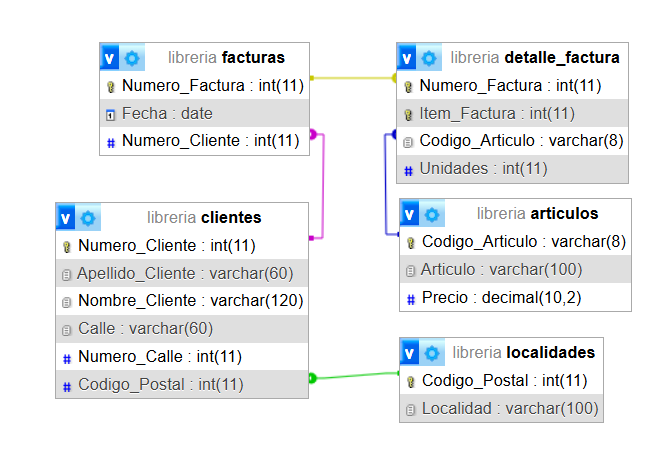 v libreria facturas
Numero_Factura : int(11)
Fecha : date
# Numero_Cliente : int(11)
v libreria detalle_factura
Numero_Factura : int(11)
Item_Factura : int(11)
Codigo_Articulo : varchar(8)
# Unidades : int(11)
v libreria clientes
Numero_Cliente : int(11)
Apellido_Cliente : varchar(60)
Nombre_Cliente : varchar(120)
Calle : varchar(60)
# Numero_Calle : int(11)
# Codigo_Postal : int(11)
v libreria articulos
Codigo_Articulo : varchar(8)
Articulo : varchar(100)
# Precio : decimal(10,2)
v libreria localidades
Codigo_Postal : int(11)
Localidad : varchar(100)